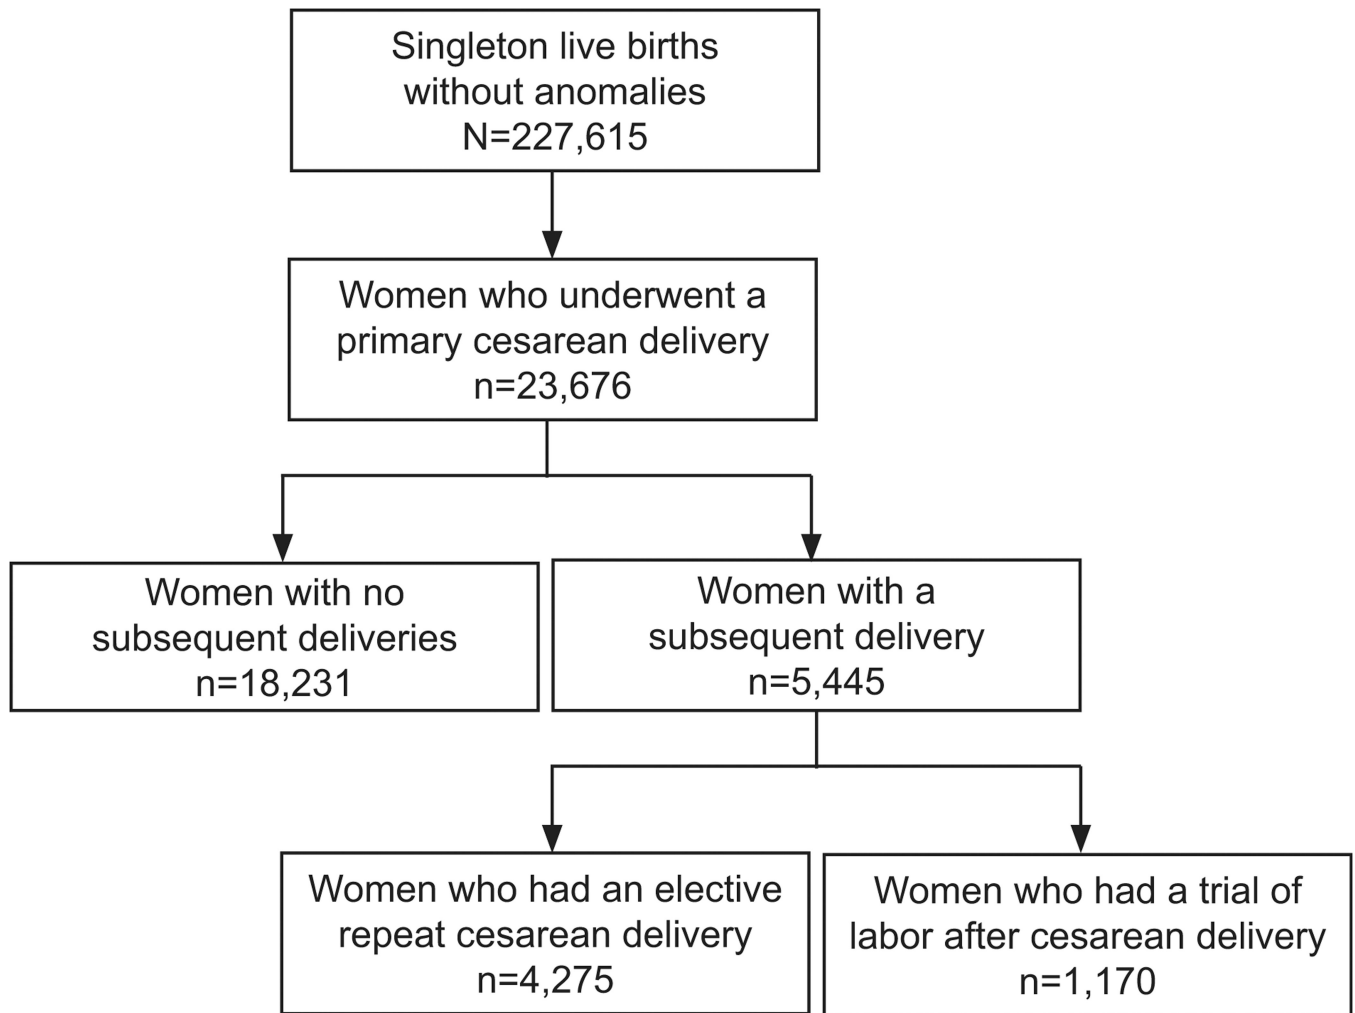 Singleton live births
without anomalies
N=227,615
Women who underwent a
primary cesarean delivery
n=23,676
Women with no
subsequent deliveries
n=18,231
Women with a
subsequent delivery
n=5,445
Women who had an elective
repeat cesarean delivery
n=4,275
Women who had a trial of
labor after cesarean delivery
n=1,170